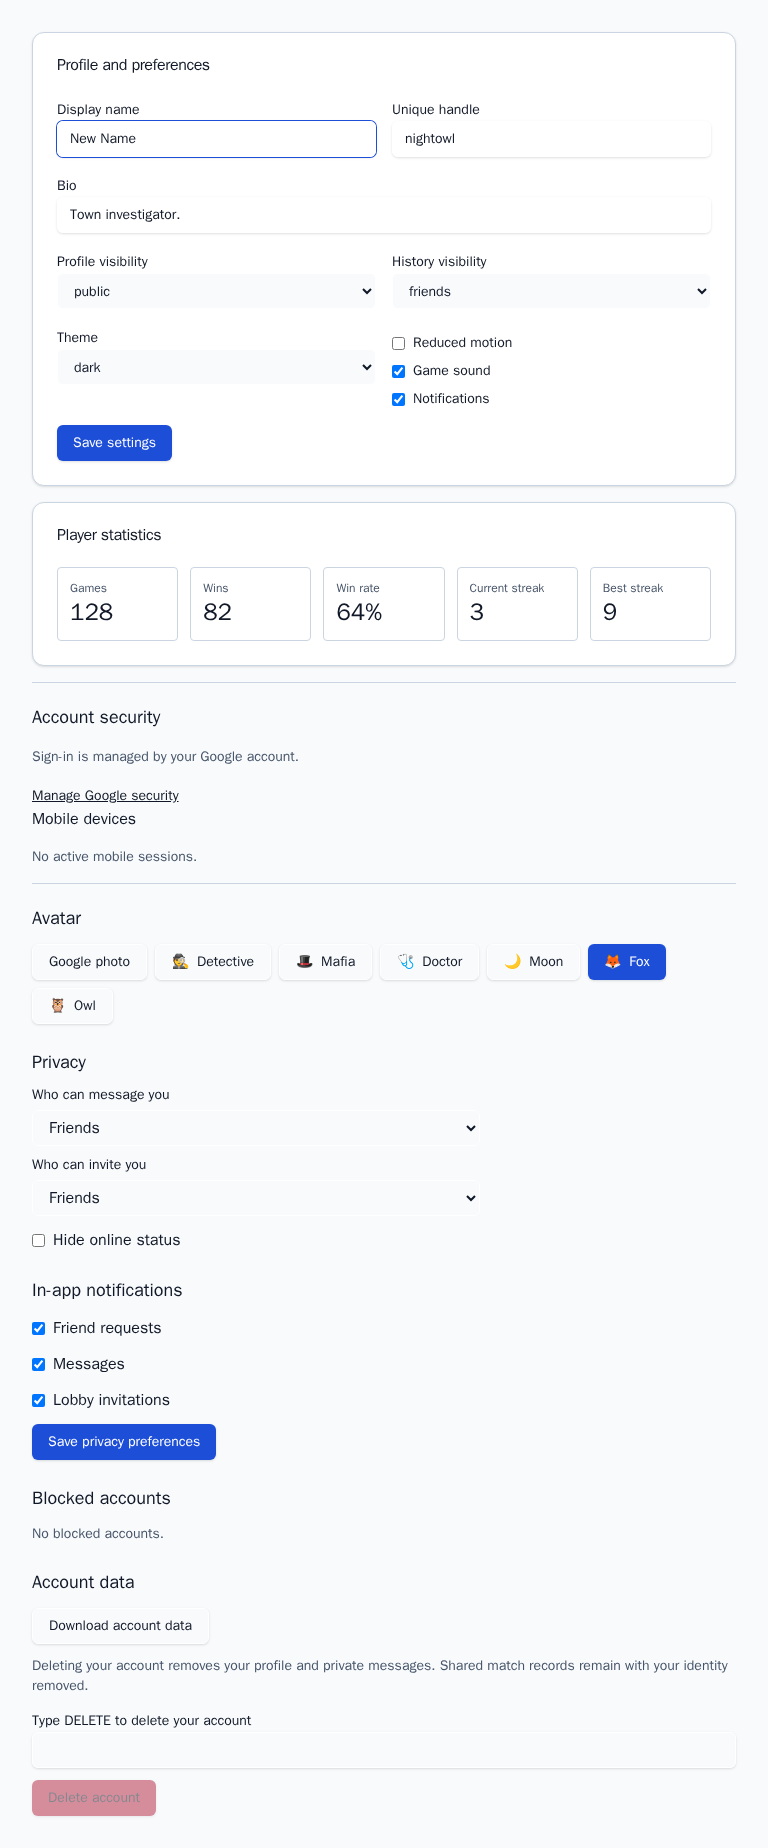 Profile and preferences
Display name
Unique handle
New Name
nightowl
Bio
Town investigator.
Profile visibility
History visibility
public
friends
Theme
dark
Reduced motion
Game sound
Notifications
Save settings
Player statistics
Games
Wins
Win rate
Current streak
Best streak
128
82
64%
3
9
Account security
Sign-in is managed by your Google account.
Manage Google security
Mobile devices
No active mobile sessions.
Avatar
Google photo
Detective
Mafia
Doctor
Moon
Fox
Owl
Privacy
Who can message you
Friends
Who can invite you
Friends
Hide online status
In-app notifications
Friend requests
Messages
Lobby invitations
Save privacy preferences
Blocked accounts
No blocked accounts.
Account data
Download account data
Deleting your account removes your profile and private messages. Shared match records remain with your identity
removed.
Type DELETE to delete your account
Delete account